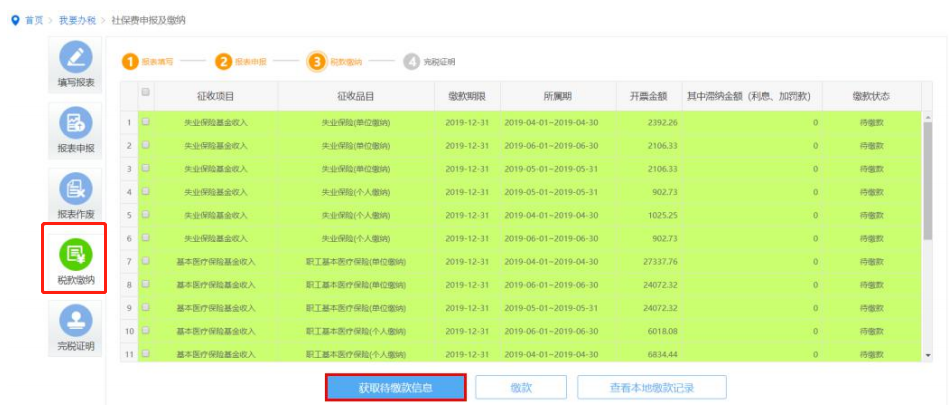 首页 > 我要办税 > 社保费申报及缴纳
填写报表
报表申报
报表作废
税款缴纳
完税证明
1 报表填写 2 报表申报 3 税款缴纳 4 完税证明
征收项目 征收品目 缴款期限 所属期 开票金额 其中滞纳金额（利息、加罚款） 缴款状态
1 失业保险基金收入 失业保险(单位缴纳) 2019-12-31 2019-04-01~2019-04-30 2392.26 0 待缴款
2 失业保险基金收入 失业保险(单位缴纳) 2019-12-31 2019-06-01~2019-06-30 2106.33 0 待缴款
3 失业保险基金收入 失业保险(单位缴纳) 2019-12-31 2019-05-01~2019-05-31 2106.33 0 待缴款
4 失业保险基金收入 失业保险(个人缴纳) 2019-12-31 2019-05-01~2019-05-31 902.73 0 待缴款
5 失业保险基金收入 失业保险(个人缴纳) 2019-12-31 2019-04-01~2019-04-30 1025.25 0 待缴款
6 失业保险基金收入 失业保险(个人缴纳) 2019-12-31 2019-06-01~2019-06-30 902.73 0 待缴款
7 基本医疗保险基金收入 职工基本医疗保险(单位缴纳) 2019-12-31 2019-04-01~2019-04-30 27337.76 0 待缴款
8 基本医疗保险基金收入 职工基本医疗保险(单位缴纳) 2019-12-31 2019-06-01~2019-06-30 24072.32 0 待缴款
9 基本医疗保险基金收入 职工基本医疗保险(单位缴纳) 2019-12-31 2019-05-01~2019-05-31 24072.32 0 待缴款
10 基本医疗保险基金收入 职工基本医疗保险(个人缴纳) 2019-12-31 2019-06-01~2019-06-30 6018.08 0 待缴款
11 基本医疗保险基金收入 职工基本医疗保险(个人缴纳) 2019-12-31 2019-04-01~2019-04-30 6834.44 0 待缴款
获取待缴款信息 缴款 查看本地缴款记录